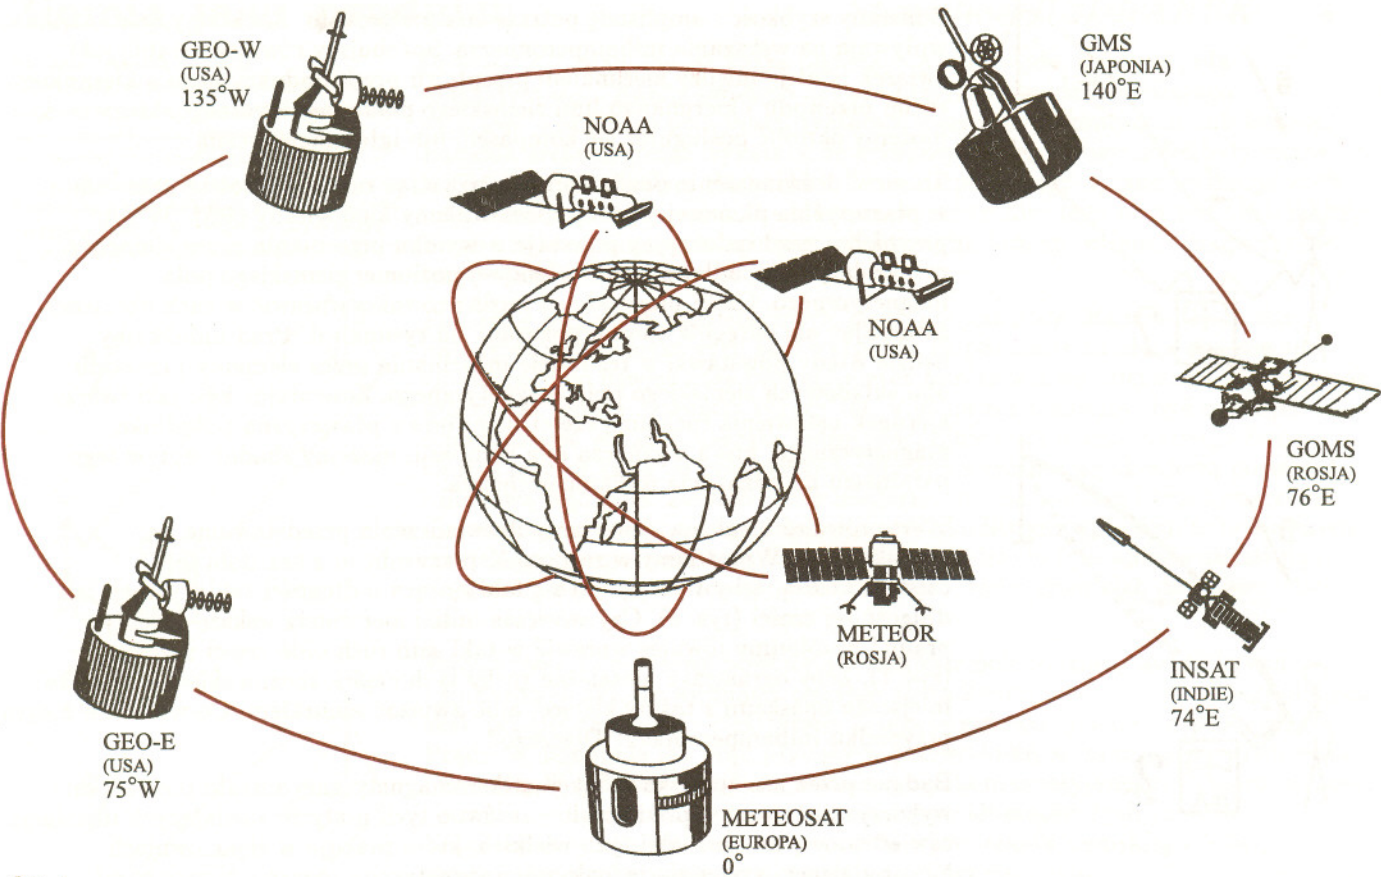 GEO-W
(USA)
135°W
GMS
(JAPONIA)
140°E
NOAA
(USA)
NOAA
(USA)
GOMS
(ROSJA)
76°E
METEOR
(ROSJA)
INSAT
(INDIE)
74°E
GEO-E
(USA)
75°W
METEOSAT
(EUROPA)
0°